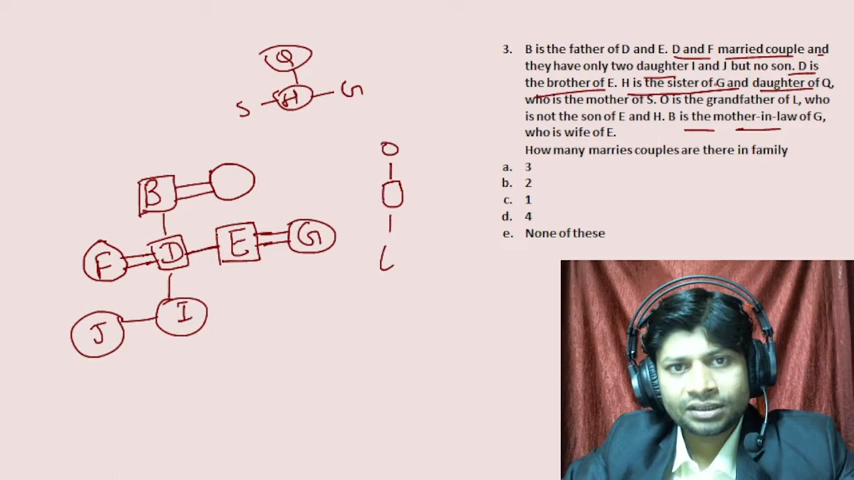 3. B is the father of D and E. D and F married couple and
they have only two daughter I and J but no son. D is
the brother of E. H is the sister of G and daughter of Q,
who is the mother of S. O is the grandfather of L, who
is not the son of E and H. B is the mother-in-law of G,
who is wife of E.
How many marries couples are there in family
a. 3
b. 2
c. 1
d. 4
e. None of these
Q
S H G
O
B
F D E G
L
J I